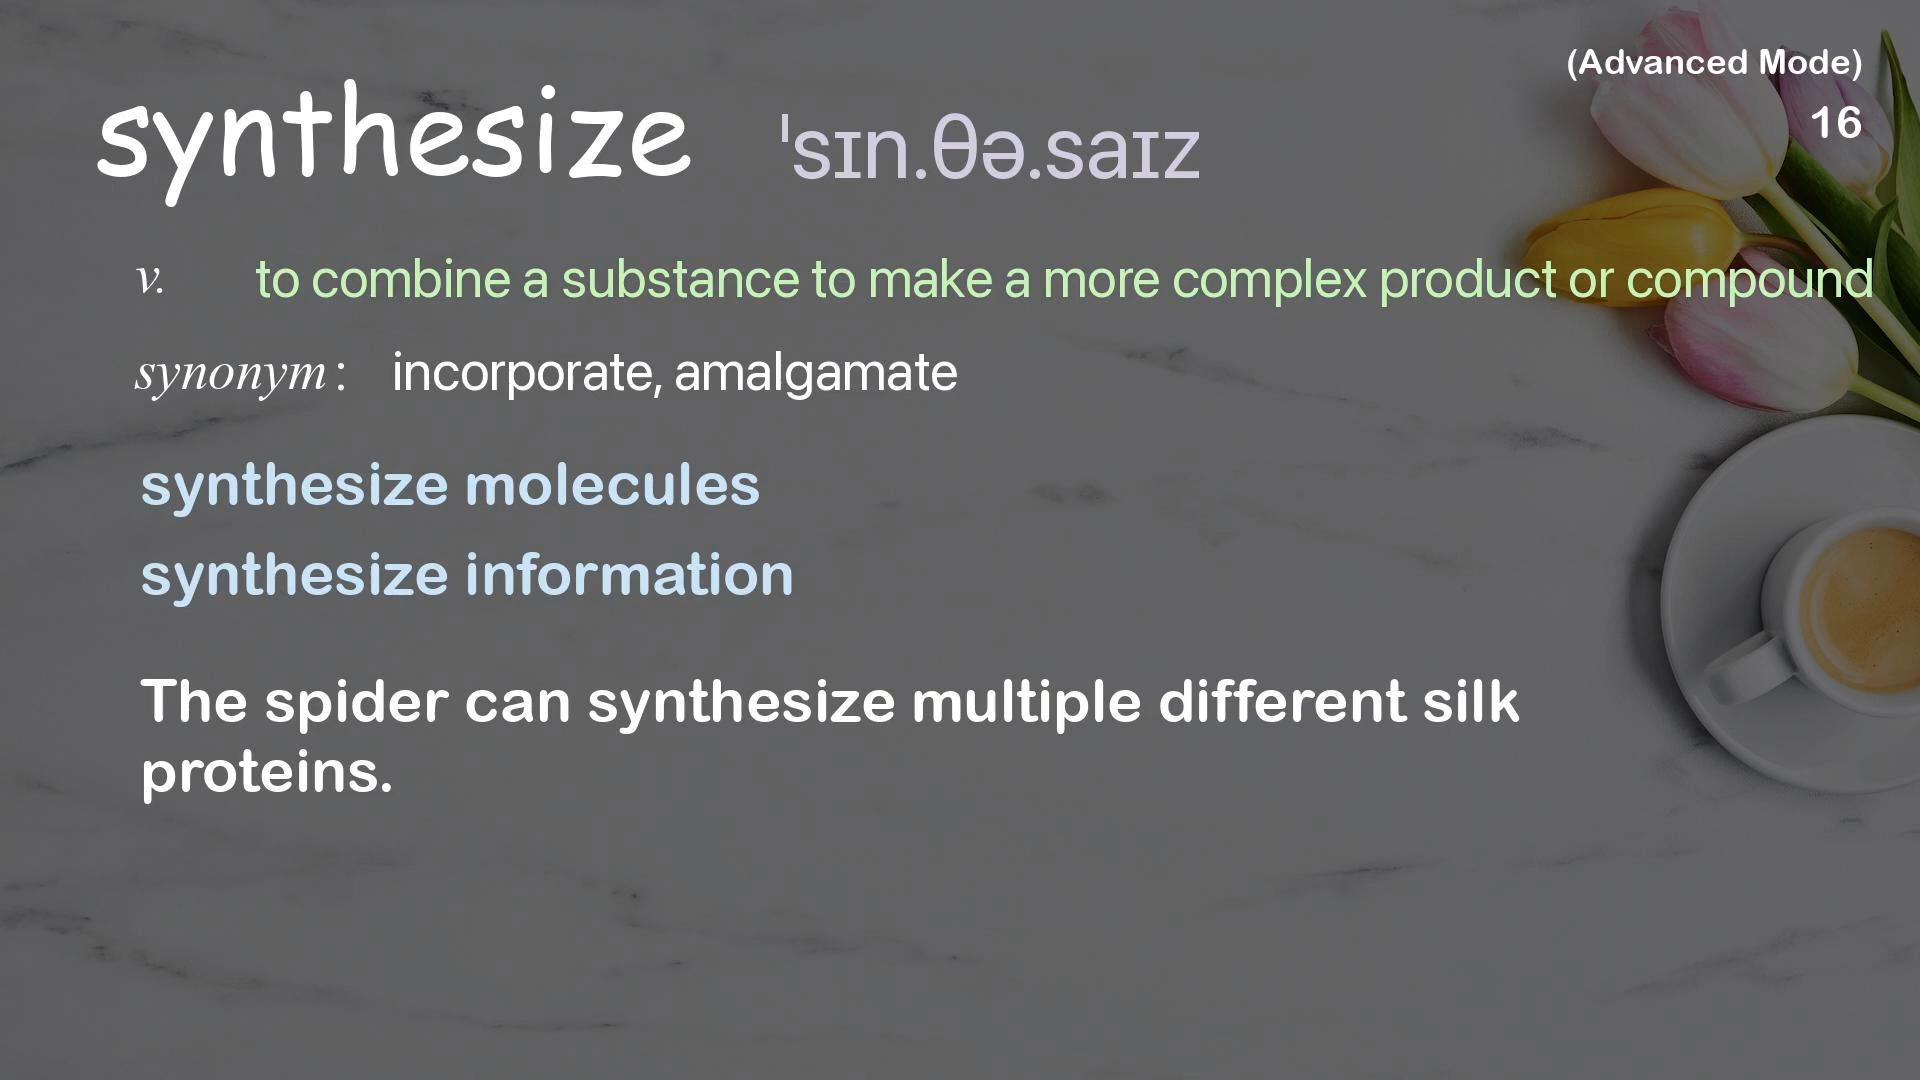 (Advanced Mode)
synthesize ˈsɪn.θə.saɪz
16
v. to combine a substance to make a more complex product or compound
synonym : incorporate, amalgamate
synthesize molecules
synthesize information
The spider can synthesize multiple different silk
proteins.